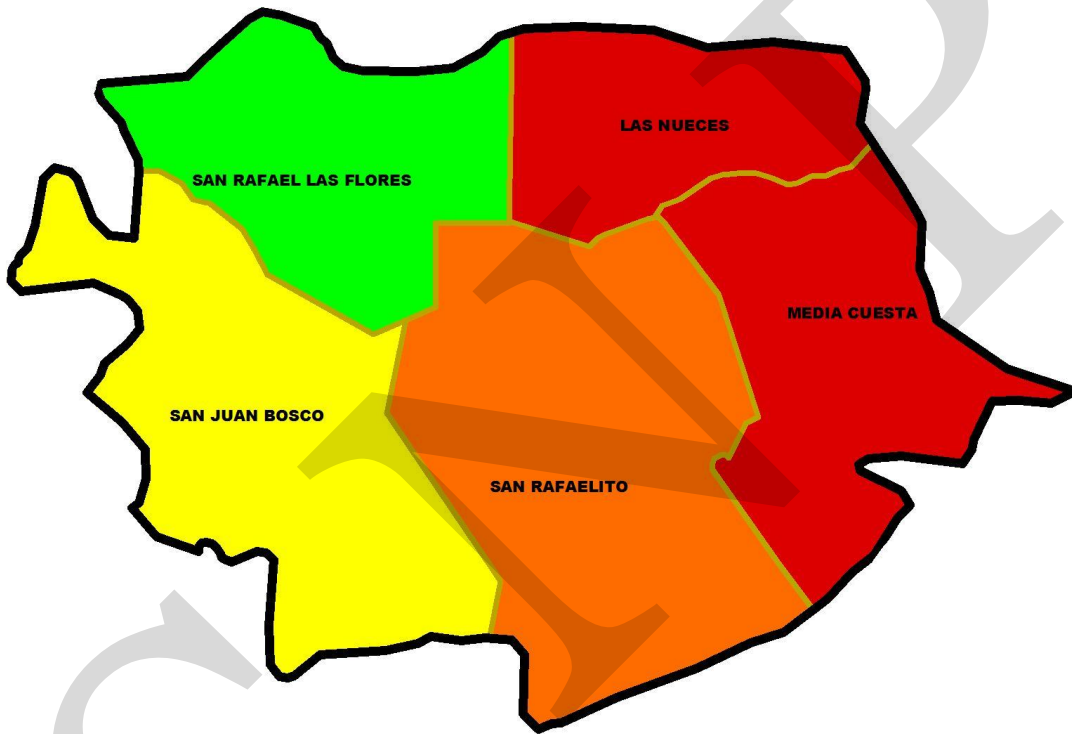 LAS NUECES
SAN RAFAEL LAS FLORES
MEDIA CUESTA
SAN JUAN BOSCO
SAN RAFAELITO